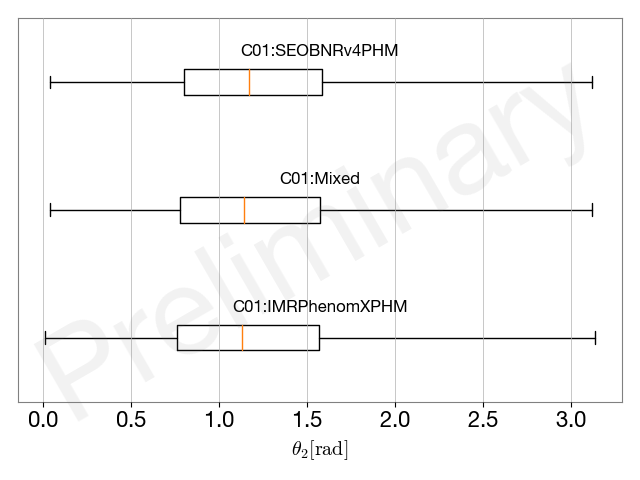 C01:SEOBNRv4PHM
C01:Mixed
C01:IMRPhenomXPHM
Preliminary
0.0 0.5 1.0 1.5 2.0 2.5 3.0
θ₂[rad]